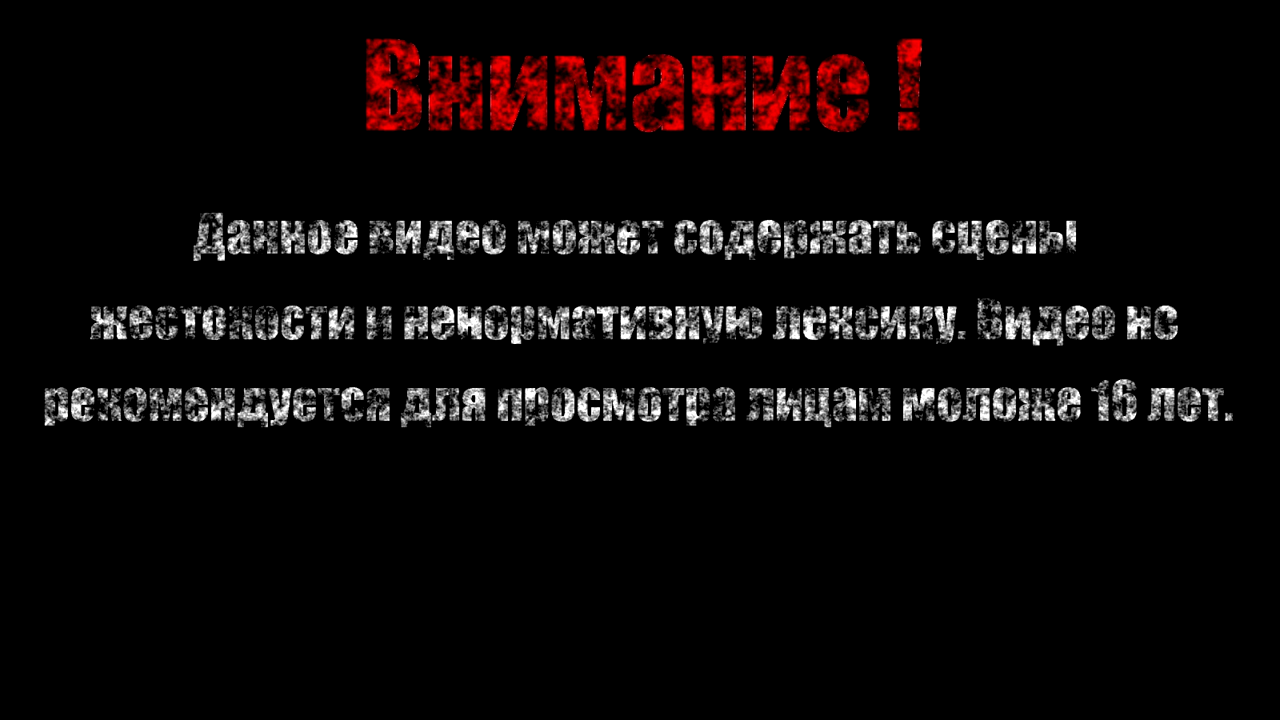 Внимание !
Данное видео может содержать сцены
жестокости и ненормативную лексику. Видео не
рекомендуется для просмотра лицам моложе 16 лет.